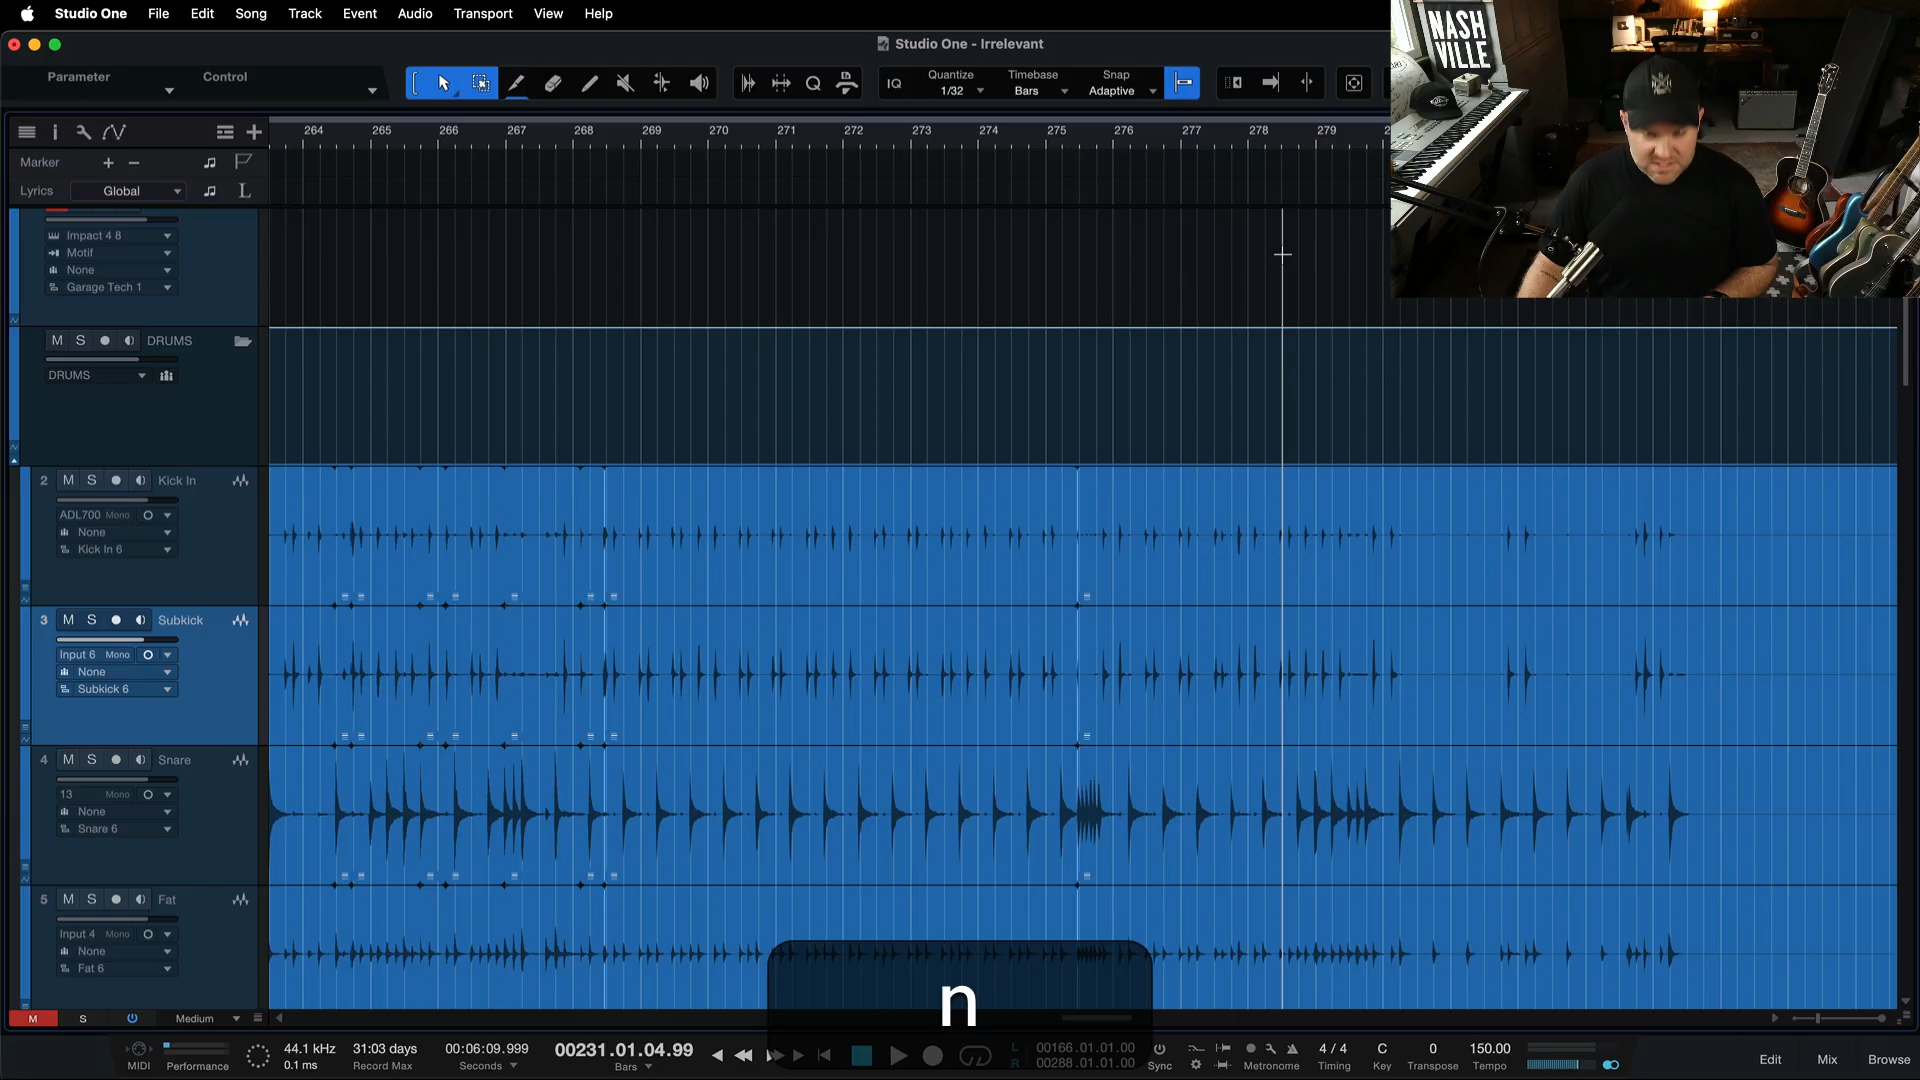 Studio One File Edit Song Track Event Audio Transport View Help
Studio One - Irrelevant
NASH
VILLE
Parameter Control
IQ Quantize 1/32 Timebase Bars Snap Adaptive
264 265 266 267 268 269 270 271 272 273 274 275 276 277 278 279
Marker
Lyrics Global L
Impact 4 8
Motif
None
Garage Tech 1
M S DRUMS
DRUMS
2 M S Kick In
ADL700 Mono
None
Kick In 6
3 M S Subkick
Input 6 Mono
None
Subkick 6
4 M S Snare
13 Mono
None
Snare 6
5 M S Fat
Input 4 Mono
None
Fat 6
n
M S Medium
MIDI Performance
44.1 kHz
0.1 ms
31:03 days
Record Max
00:06:09.999
Seconds
00231.01.04.99
Bars
L 00166.01.01.00
R 00288.01.01.00
Sync
Metronome
4 / 4
Timing
C
Key
0
Transpose
150.00
Tempo
Edit Mix Browse